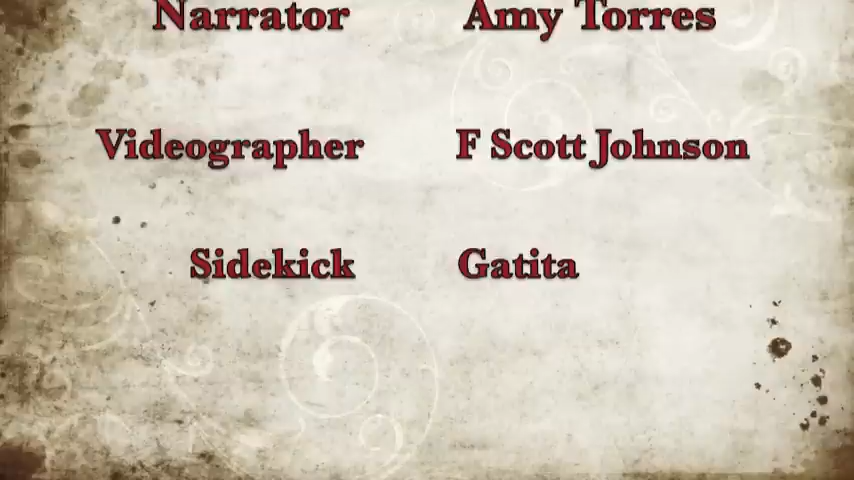 Narrator Amy Torres
Videographer F Scott Johnson
Sidekick Gatita